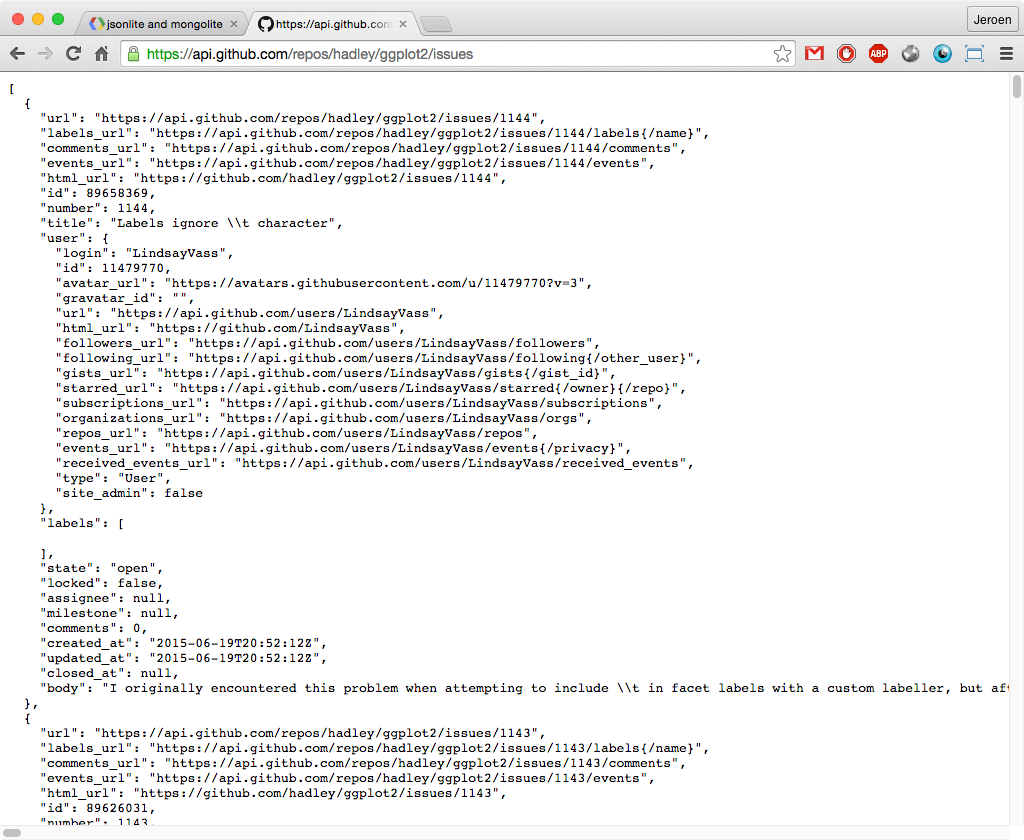 jsonlite and mongolite
https://api.github.com
Jeroen
https://api.github.com/repos/hadley/ggplot2/issues
ABP
[
{
"url": "https://api.github.com/repos/hadley/ggplot2/issues/1144",
"labels_url": "https://api.github.com/repos/hadley/ggplot2/issues/1144/labels{/name}",
"comments_url": "https://api.github.com/repos/hadley/ggplot2/issues/1144/comments",
"events_url": "https://api.github.com/repos/hadley/ggplot2/issues/1144/events",
"html_url": "https://github.com/hadley/ggplot2/issues/1144",
"id": 89658369,
"number": 1144,
"title": "Labels ignore \\t character",
"user": {
"login": "LindsayVass",
"id": 11479770,
"avatar_url": "https://avatars.githubusercontent.com/u/11479770?v=3",
"gravatar_id": "",
"url": "https://api.github.com/users/LindsayVass",
"html_url": "https://github.com/LindsayVass",
"followers_url": "https://api.github.com/users/LindsayVass/followers",
"following_url": "https://api.github.com/users/LindsayVass/following{/other_user}",
"gists_url": "https://api.github.com/users/LindsayVass/gists{/gist_id}",
"starred_url": "https://api.github.com/users/LindsayVass/starred{/owner}{/repo}",
"subscriptions_url": "https://api.github.com/users/LindsayVass/subscriptions",
"organizations_url": "https://api.github.com/users/LindsayVass/orgs",
"repos_url": "https://api.github.com/users/LindsayVass/repos",
"events_url": "https://api.github.com/users/LindsayVass/events{/privacy}",
"received_events_url": "https://api.github.com/users/LindsayVass/received_events",
"type": "User",
"site_admin": false
},
"labels": [
],
"state": "open",
"locked": false,
"assignee": null,
"milestone": null,
"comments": 0,
"created_at": "2015-06-19T20:52:12Z",
"updated_at": "2015-06-19T20:52:12Z",
"closed_at": null,
"body": "I originally encountered this problem when attempting to include \\t in facet labels with a custom labeller, but
},
{
"url": "https://api.github.com/repos/hadley/ggplot2/issues/1143",
"labels_url": "https://api.github.com/repos/hadley/ggplot2/issues/1143/labels{/name}",
"comments_url": "https://api.github.com/repos/hadley/ggplot2/issues/1143/comments",
"events_url": "https://api.github.com/repos/hadley/ggplot2/issues/1143/events",
"html_url": "https://github.com/hadley/ggplot2/issues/1143",
"id": 89626031,
"number": 1143,